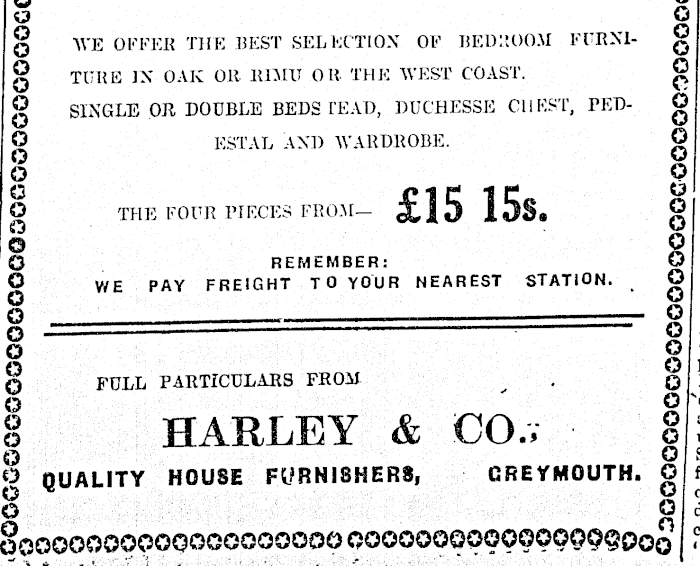 WE OFFER THE BEST SELECTION OF BEDROOM FURNI-
TURE IN OAK OR RIMU OR THE WEST COAST.
SINGLE OR DOUBLE BEDSTEAD, DUCHESSE CHEST, PED-
ESTAL AND WARDROBE.
THE FOUR PIECES FROM— £15 15s.
REMEMBER:
WE PAY FREIGHT TO YOUR NEAREST STATION.
FULL PARTICULARS FROM
HARLEY & CO.,
QUALITY HOUSE FURNISHERS, GREYMOUTH.